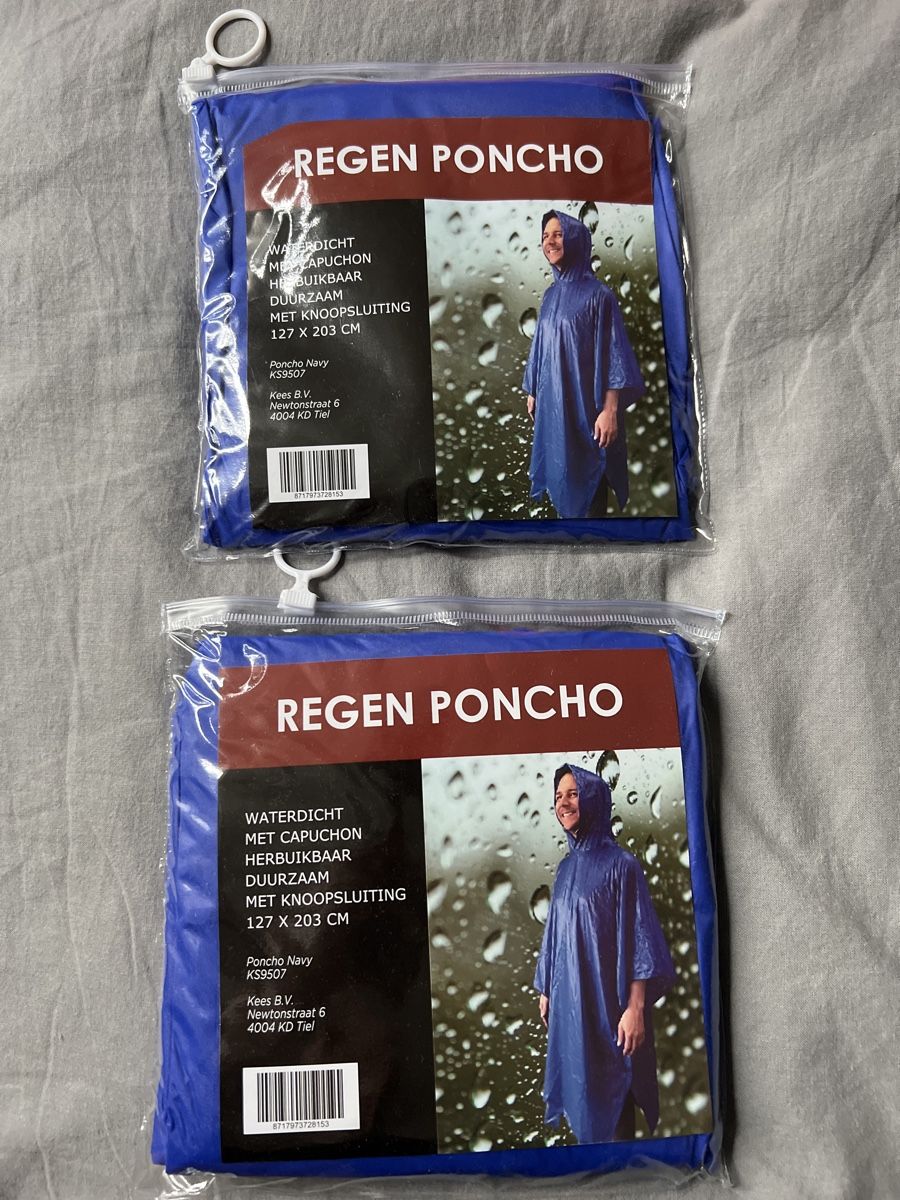 REGEN PONCHO
WATERDICHT
MET CAPUCHON
HERBUIKBAAR
DUURZAAM
MET KNOOPSLUITING
127 X 203 CM
Poncho Navy
KS9507
Kees B.V.
Newtonstraat 6
4004 KD Tiel
8717973728153
REGEN PONCHO
WATERDICHT
MET CAPUCHON
HERBUIKBAAR
DUURZAAM
MET KNOOPSLUITING
127 X 203 CM
Poncho Navy
KS9507
Kees B.V.
Newtonstraat 6
4004 KD Tiel
8717973728153